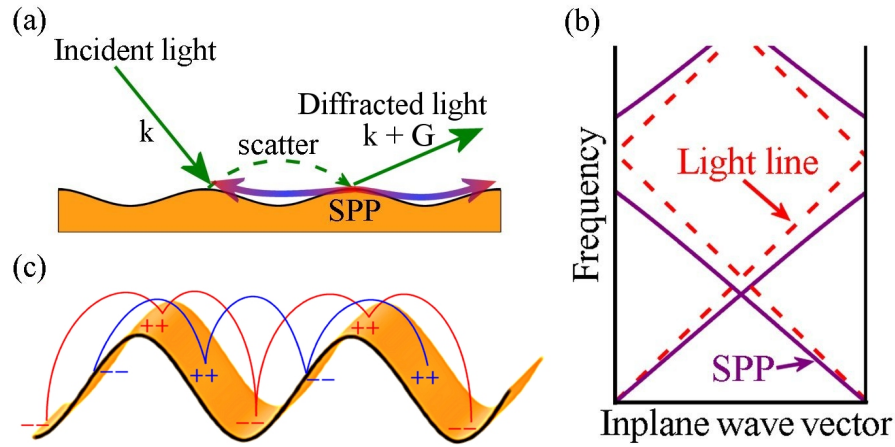 (a)
Incident light
k
scatter
Diffracted light
k + G
SPP
(b)
Frequency
Light line
SPP
Inplane wave vector
(c)
++
++
++
++
--
--
--
--
--